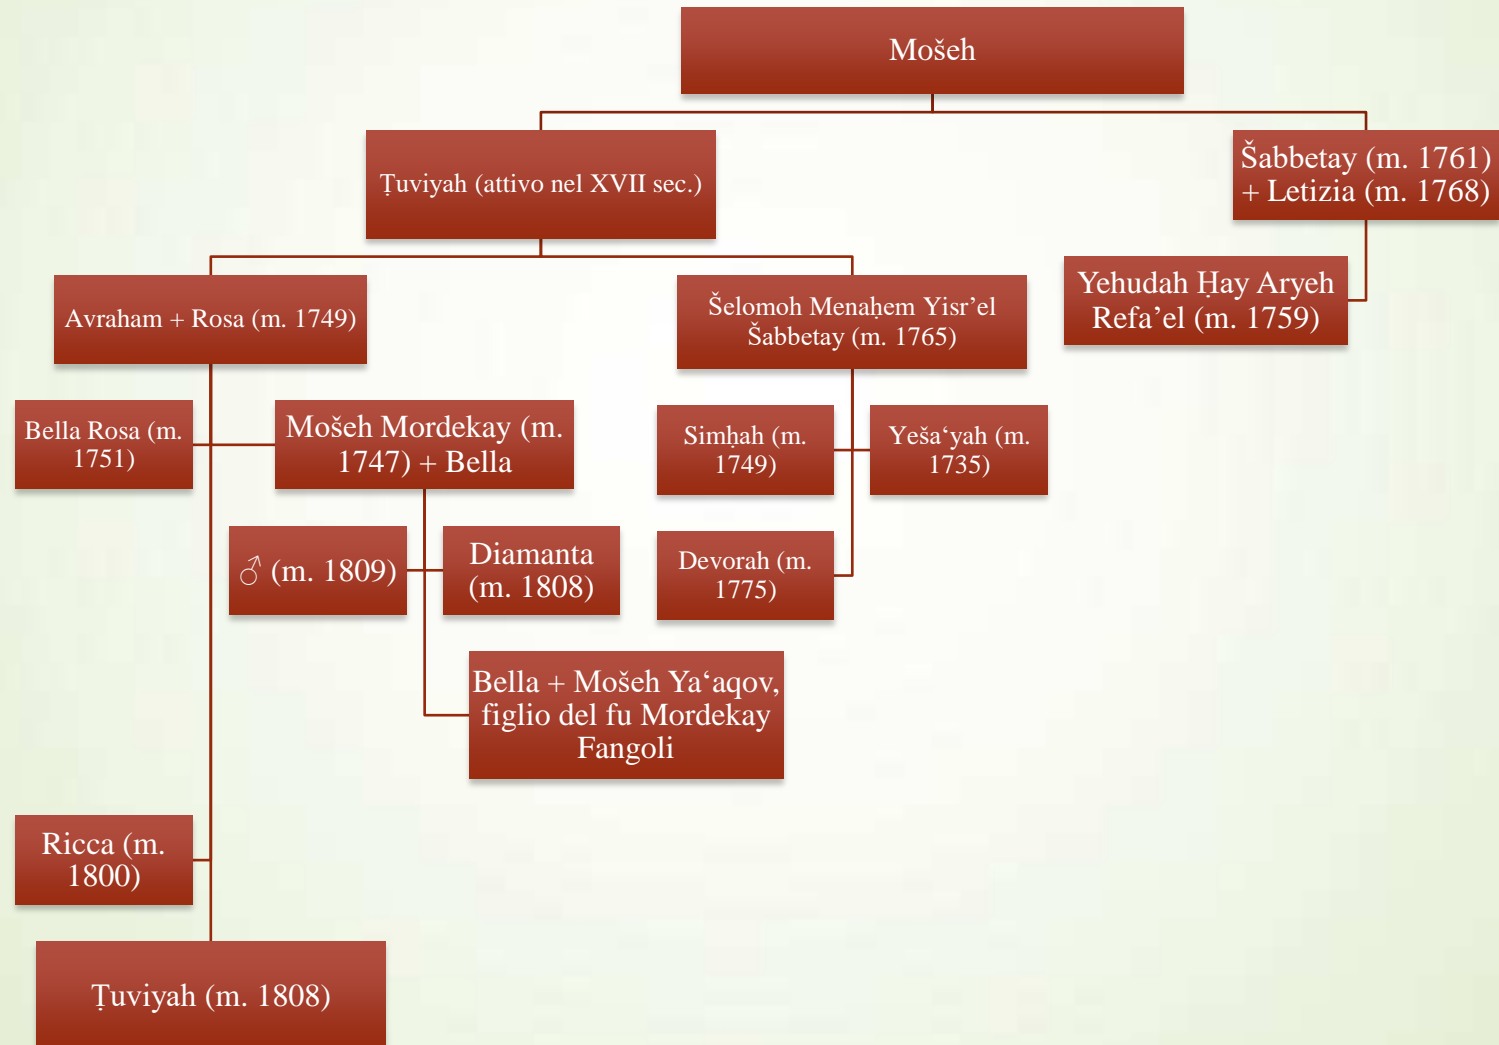 Mošeh
Ṭuviyah (attivo nel XVII sec.)
Šabbetay (m. 1761)
+ Letizia (m. 1768)
Avraham + Rosa (m. 1749)
Šelomoh Menaḥem Yisr’el
Šabbetay (m. 1765)
Yehudah Ḥay Aryeh
Refa’el (m. 1759)
Bella Rosa (m.
1751)
Mošeh Mordekay (m.
1747) + Bella
Simḥah (m.
1749)
Yeša‘yah (m.
1735)
♂ (m. 1809)
Diamanta
(m. 1808)
Devorah (m.
1775)
Bella + Mošeh Ya‘aqov,
figlio del fu Mordekay
Fangoli
Ricca (m.
1800)
Ṭuviyah (m. 1808)